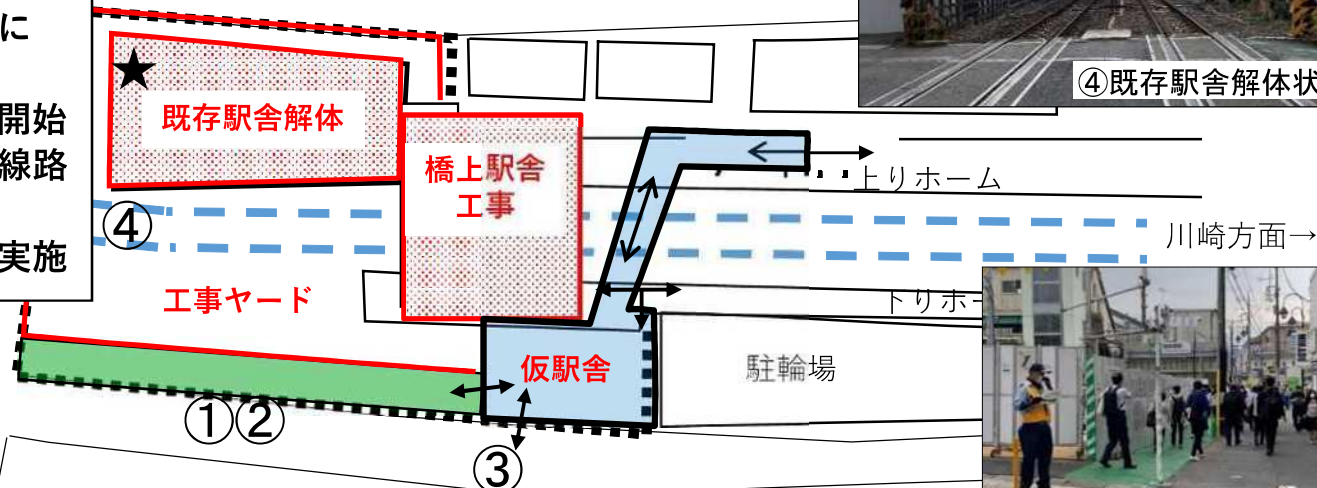 に
開始
線路
実施
★
既存駅舎解体
橋上駅舎
工事
④既存駅舎解体状
上りホーム
④
川崎方面→
工事ヤード
下りホー
仮駅舎
駐輪場
①②
③